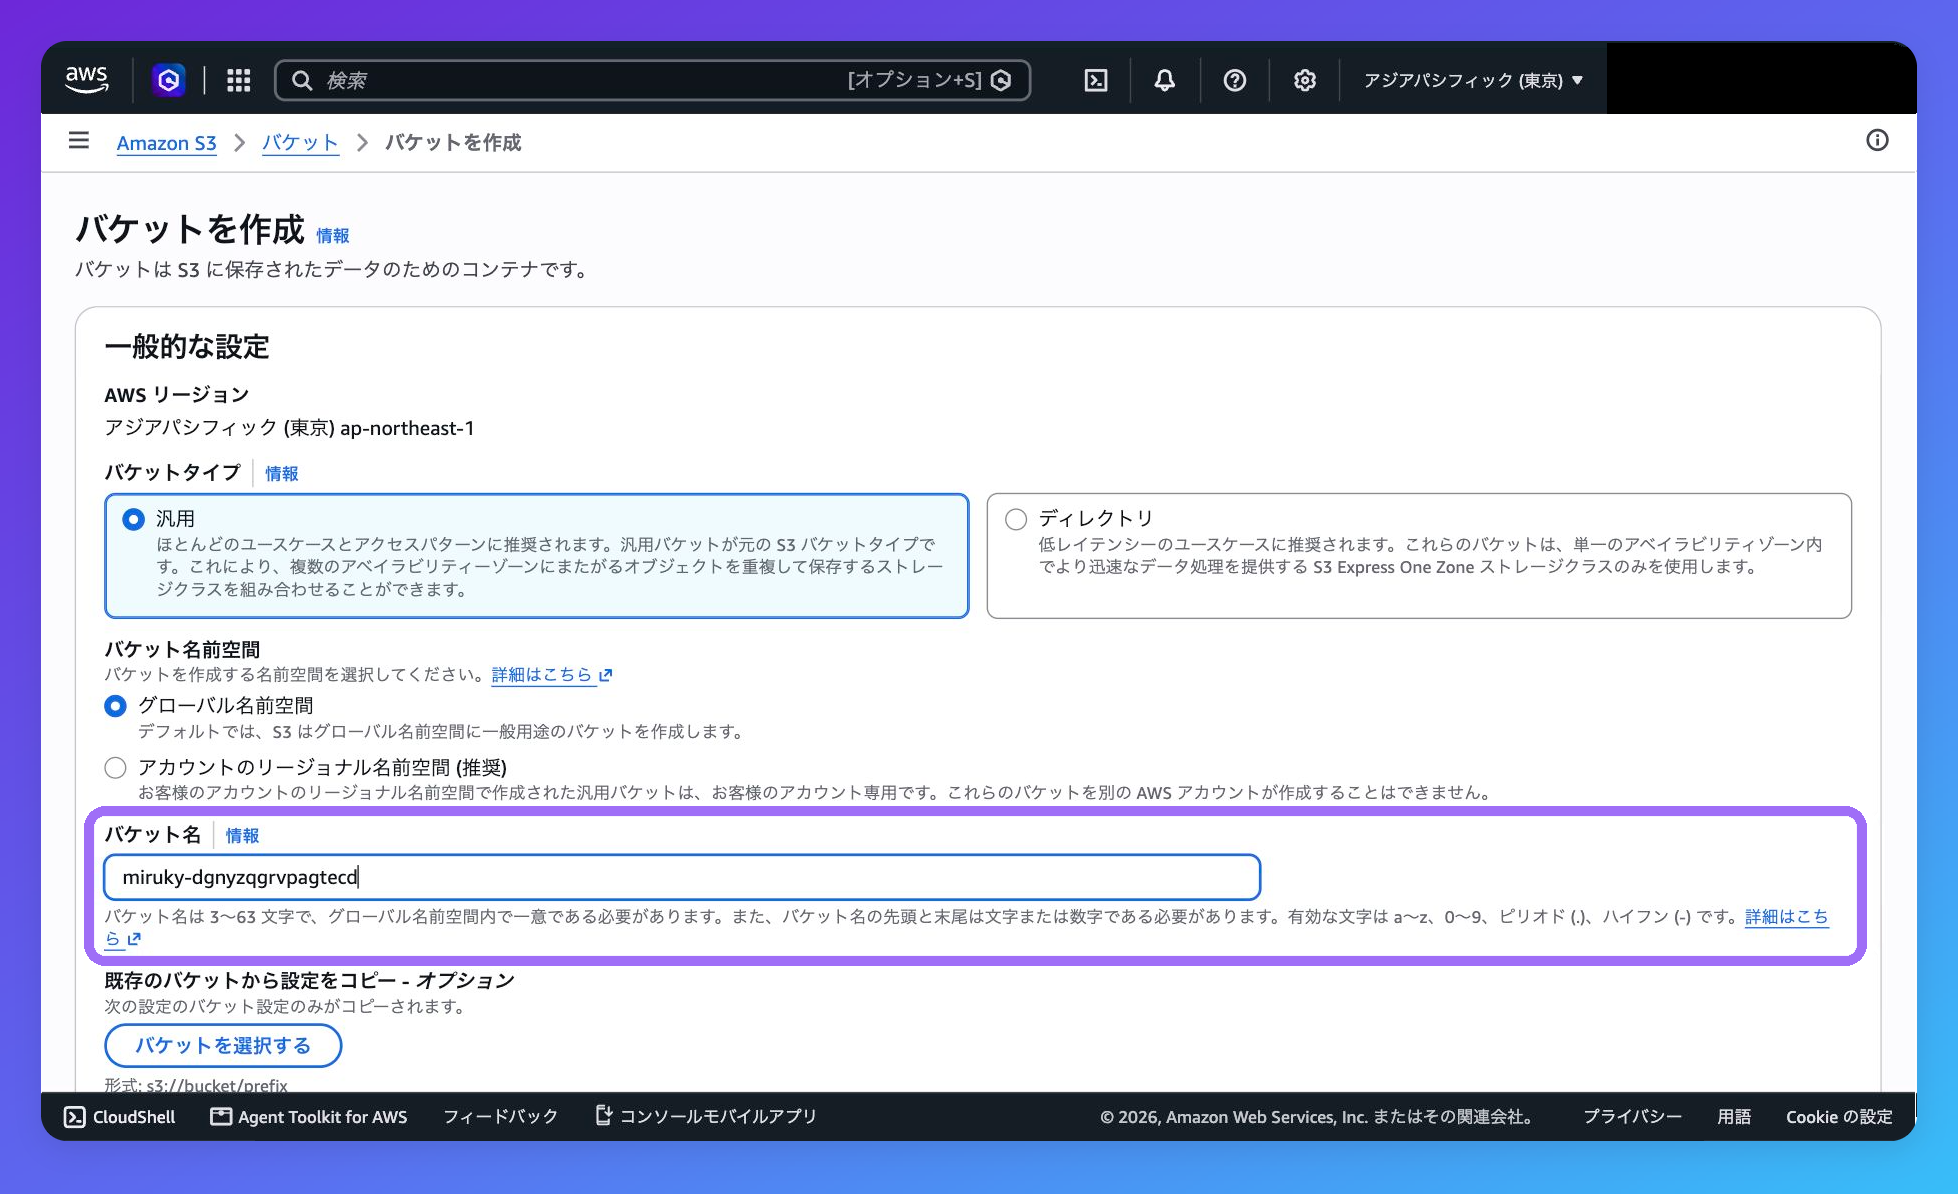 aws
検索 [オプション+S] アジアパシフィック (東京) ▼
Amazon S3 > バケット > バケットを作成
バケットを作成 情報
バケットは S3 に保存されたデータのためのコンテナです。
一般的な設定
AWS リージョン
アジアパシフィック (東京) ap-northeast-1
バケットタイプ 情報
汎用
ほとんどのユースケースとアクセスパターンに推奨されます。汎用バケットが元の S3 バケットタイプで
す。これにより、複数のアベイラビリティーゾーンにまたがるオブジェクトを重複して保存するストレー
ジクラスを組み合わせることができます。
ディレクトリ
低レイテンシーのユースケースに推奨されます。これらのバケットは、単一のアベイラビリティゾーン内
でより迅速なデータ処理を提供する S3 Express One Zone ストレージクラスのみを使用します。
バケット名前空間
バケットを作成する名前空間を選択してください。詳細はこちら
グローバル名前空間
デフォルトでは、S3 はグローバル名前空間に一般用途のバケットを作成します。
アカウントのリージョナル名前空間 (推奨)
お客様のアカウントのリージョナル名前空間で作成された汎用バケットは、お客様のアカウント専用です。これらのバケットを別の AWS アカウントが作成することはできません。
バケット名 情報
miruky-dgnyzqgrvpagtecd
バケット名は 3～63 文字で、グローバル名前空間内で一意である必要があります。また、バケット名の先頭と末尾は文字または数字である必要があります。有効な文字は a～z、0～9、ピリオド (.)、ハイフン (-) です。詳細はこち
ら
既存のバケットから設定をコピー - オプション
次の設定のバケット設定のみがコピーされます。
バケットを選択する
形式: s3://bucket/prefix
CloudShell Agent Toolkit for AWS フィードバック コンソールモバイルアプリ © 2026, Amazon Web Services, Inc. またはその関連会社。 プライバシー 用語 Cookie の設定